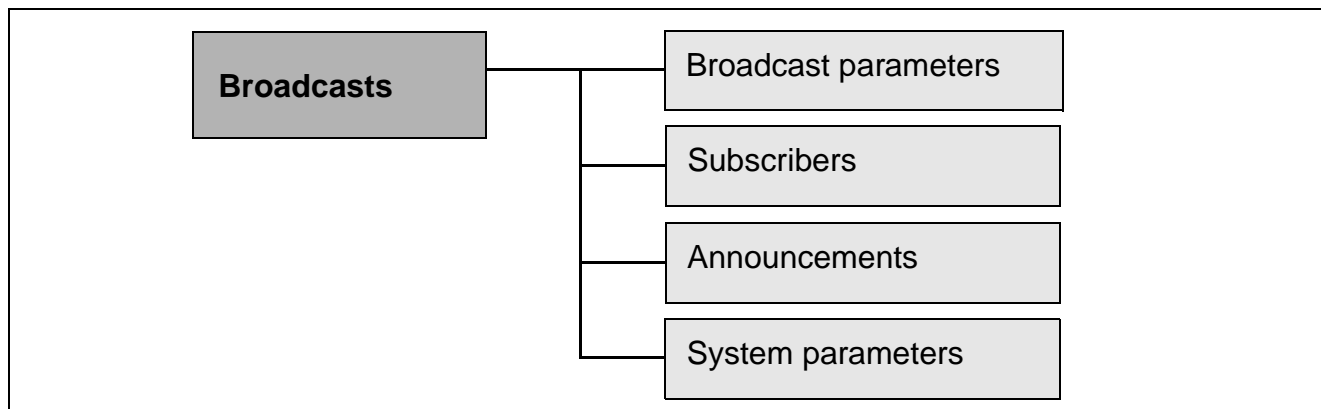 Broadcasts
Broadcast parameters
Subscribers
Announcements
System parameters